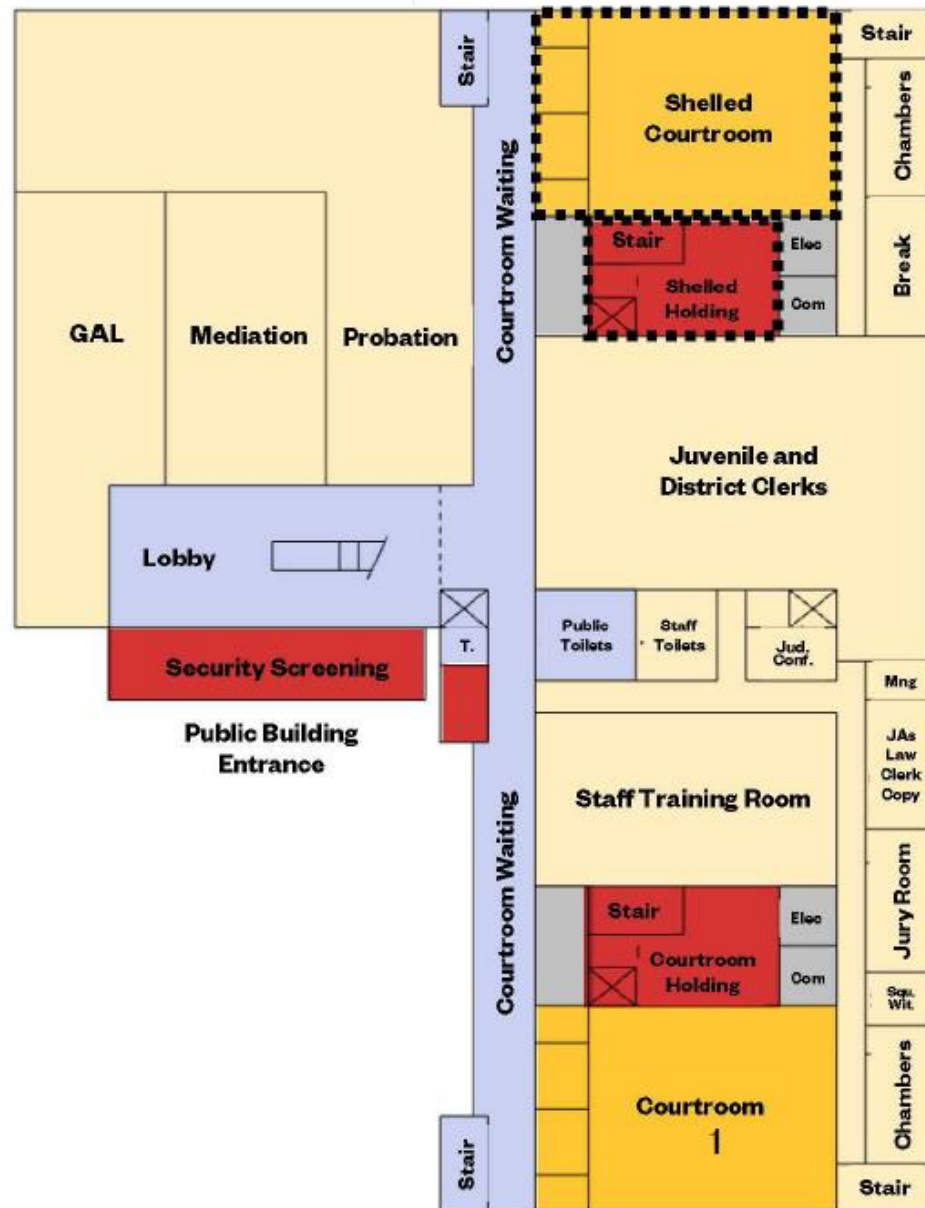 Stair
Shelled
Courtroom
Stair
Chambers
Courtroom Waiting
Stair
Elec
Break
Shelled
Holding
Com
GAL
Mediation
Probation
Juvenile and
District Clerks
Lobby
Public
Toilets
Staff
Toilets
T.
Jud.
Conf.
Security Screening
Mng
Public Building
Entrance
JAs
Law
Clerk
Copy
Staff Training Room
Courtroom Waiting
Jury Room
Stair
Elec
Courtroom
Holding
Com
Squ.
Wit.
Chambers
Courtroom
1
Stair
Stair